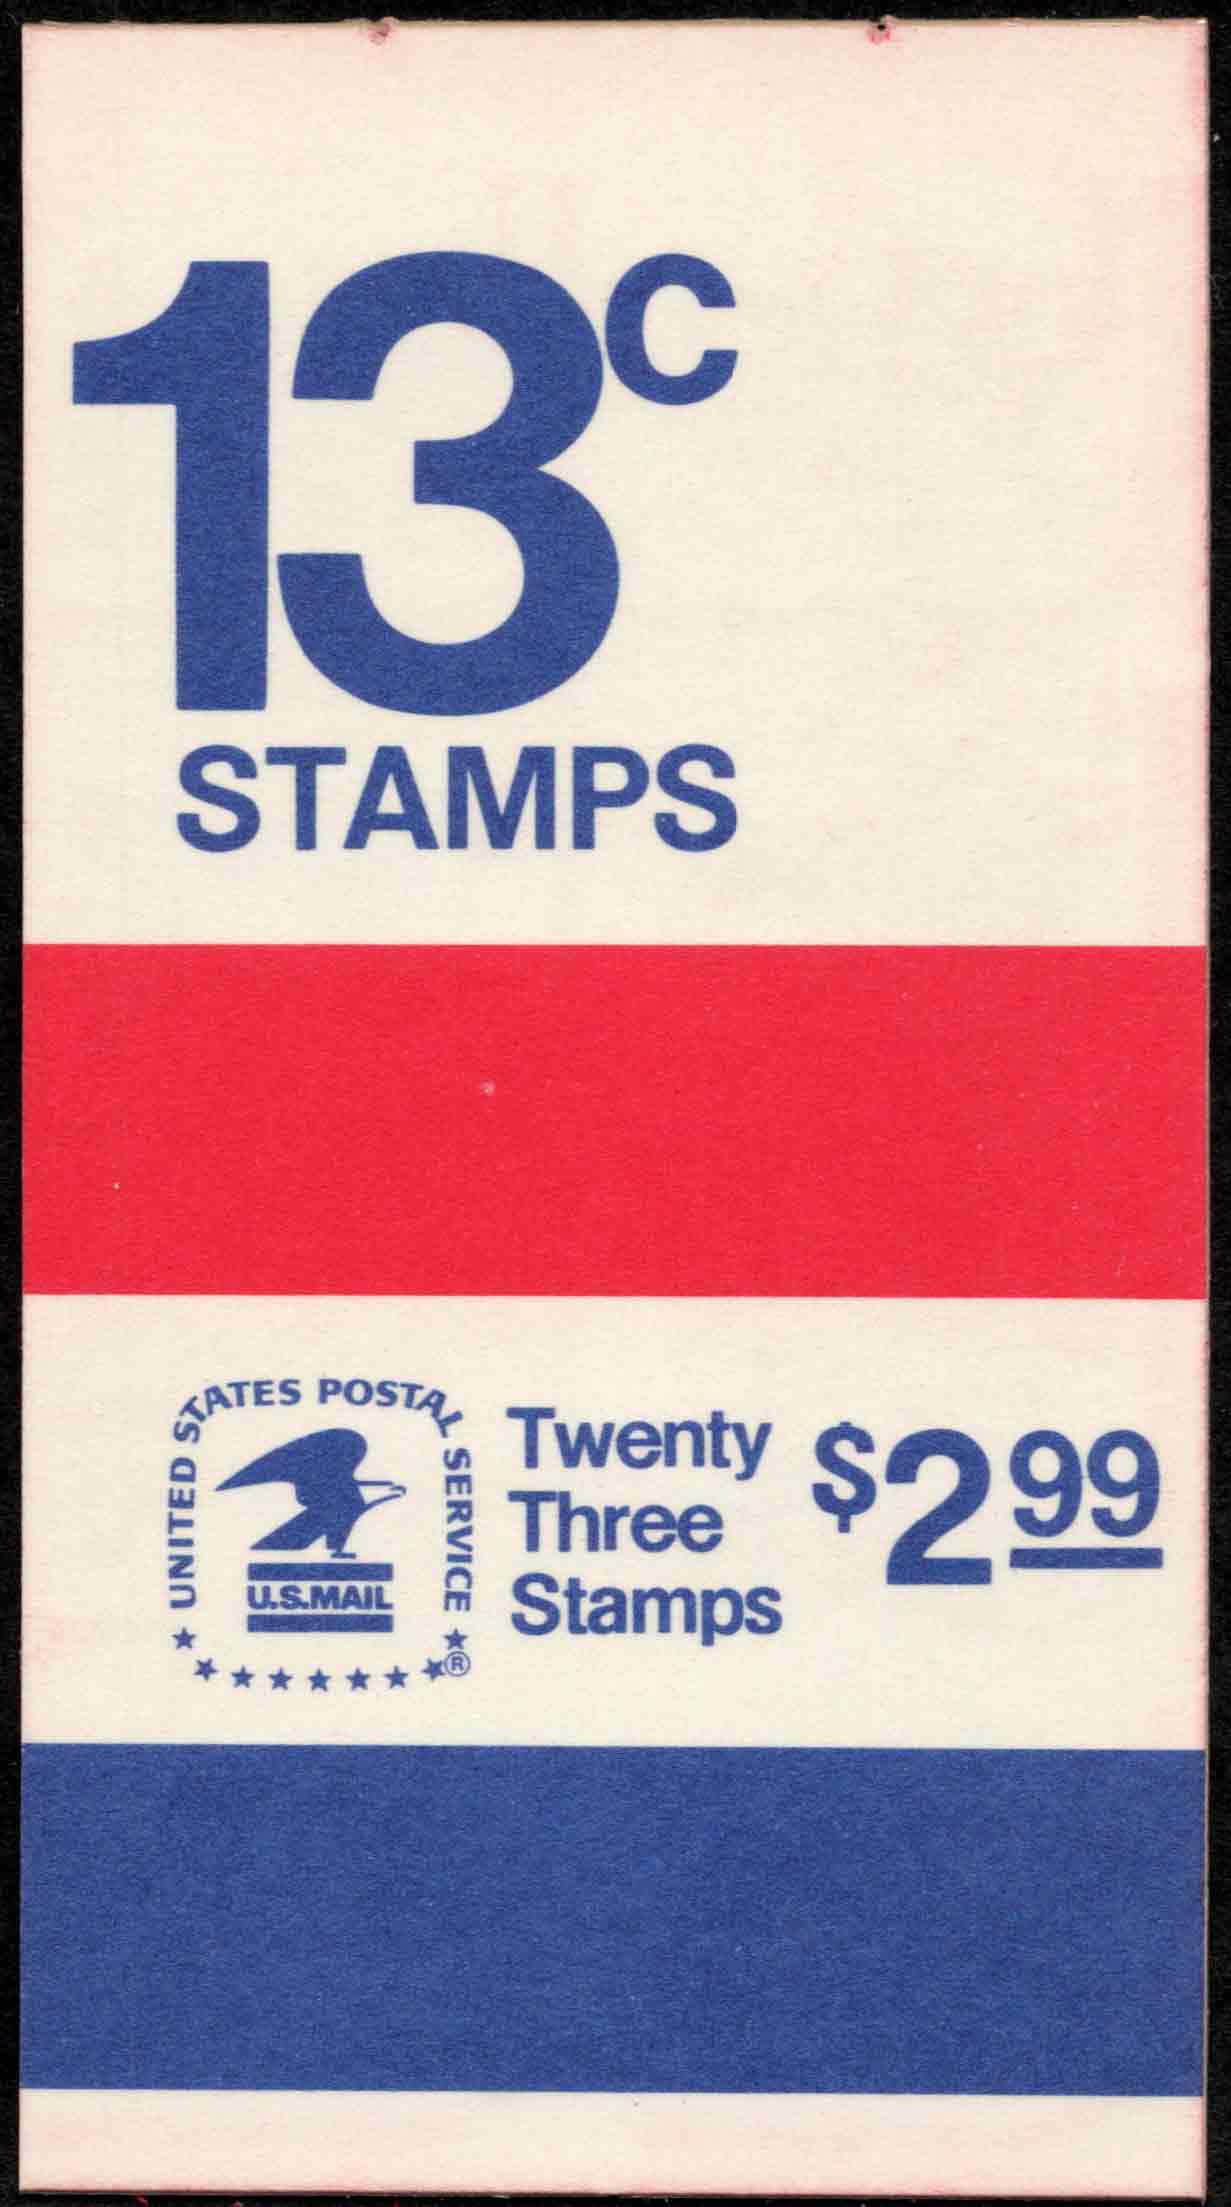 13c
STAMPS
★ UNITED STATES POSTAL SERVICE ★
U.S.MAIL
®
Twenty
Three
Stamps
$2 99